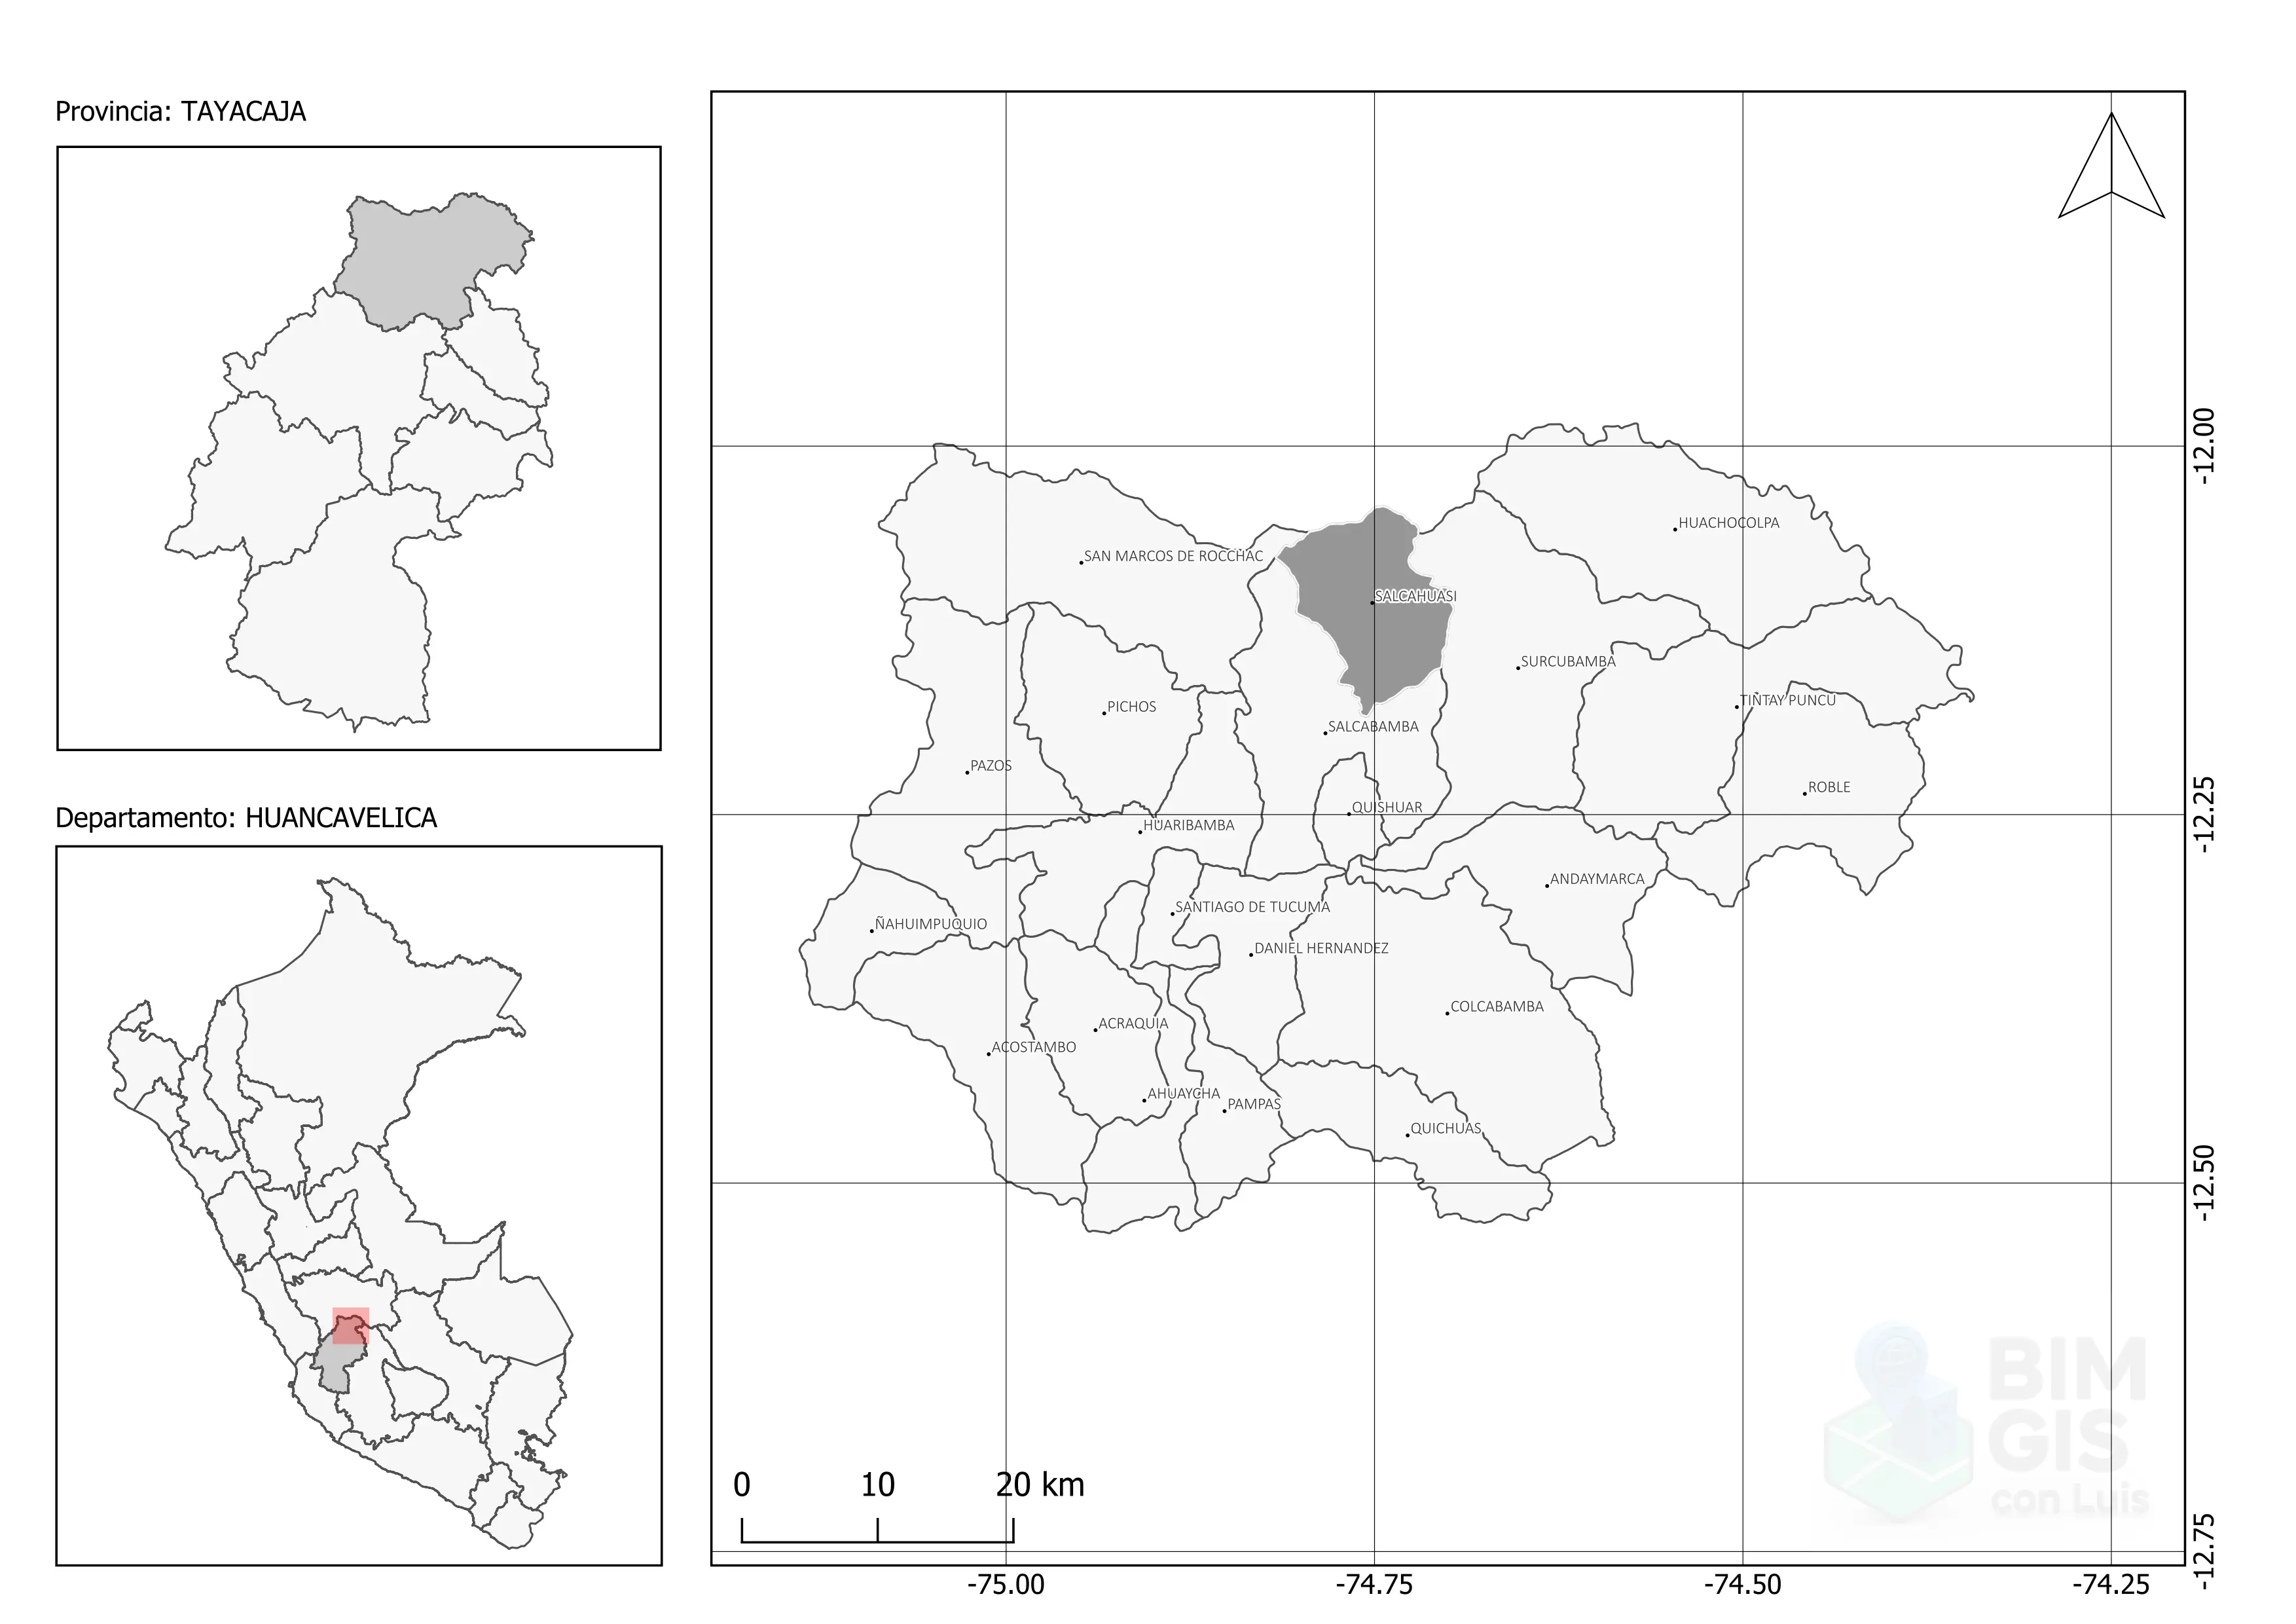 Provincia: TAYACAJA
Departamento: HUANCAVELICA
HUACHOCOLPA
SAN MARCOS DE ROCCHAC
SALCAHUASI
SURCUBAMBA
TINTAY PUNCU
PICHOS
SALCABAMBA
PAZOS
ROBLE
QUISHUAR
HUARIBAMBA
ANDAYMARCA
SANTIAGO DE TUCUMA
ÑAHUIMPUQUIO
DANIEL HERNANDEZ
COLCABAMBA
ACRAQUIA
ACOSTAMBO
AHUAYCHA
PAMPAS
QUICHUAS
-12.00
-12.25
-12.50
-12.75
0 10 20 km
-75.00 -74.75 -74.50 -74.25
BIM
GIS
con Luis